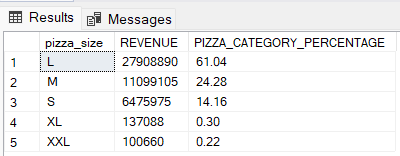 Results Messages
pizza_size REVENUE PIZZA_CATEGORY_PERCENTAGE
1 L 27908890 61.04
2 M 11099105 24.28
3 S 6475975 14.16
4 XL 137088 0.30
5 XXL 100660 0.22